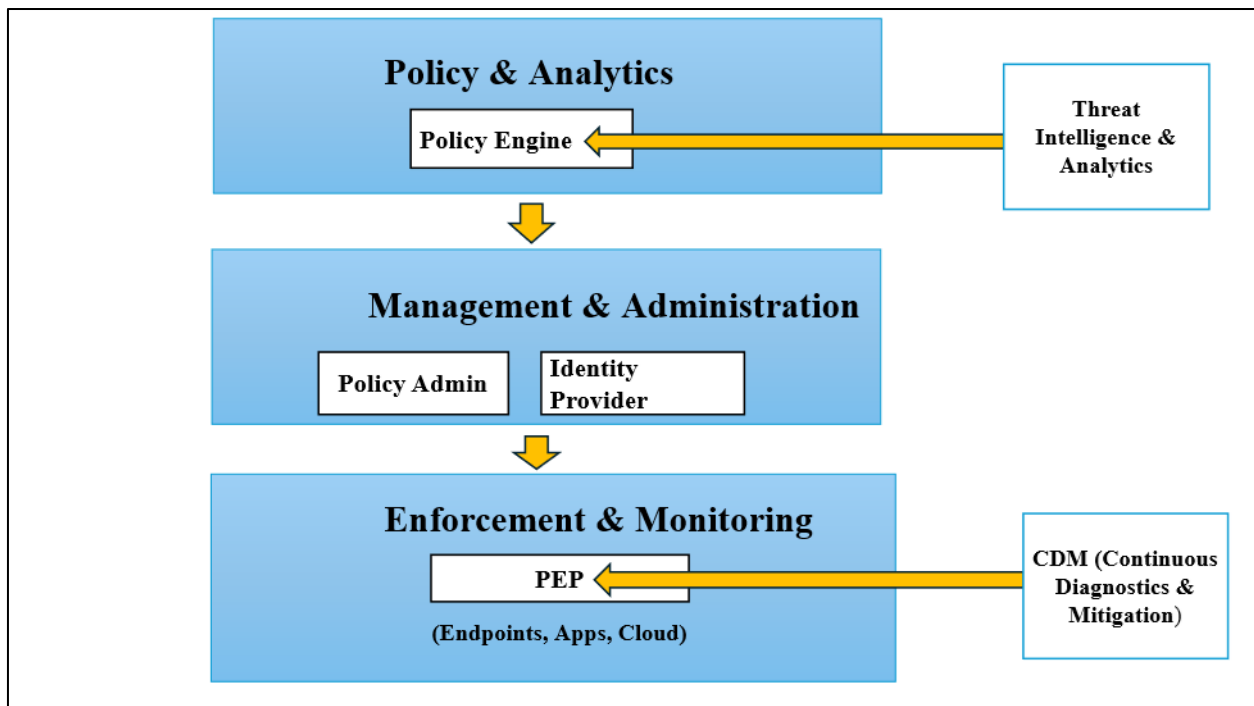 Policy & Analytics
Policy Engine
Threat
Intelligence &
Analytics
Management & Administration
Policy Admin
Identity
Provider
Enforcement & Monitoring
PEP
(Endpoints, Apps, Cloud)
CDM (Continuous
Diagnostics &
Mitigation)